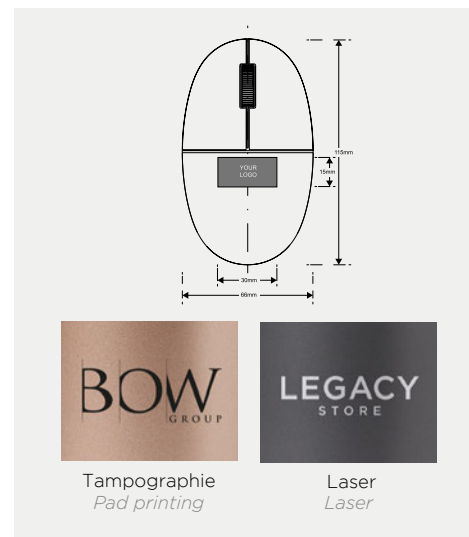 YOUR
LOGO
115mm
15mm
30mm
66mm
BOW
GROUP
LEGACY
STORE
Tampographie
Pad printing
Laser
Laser